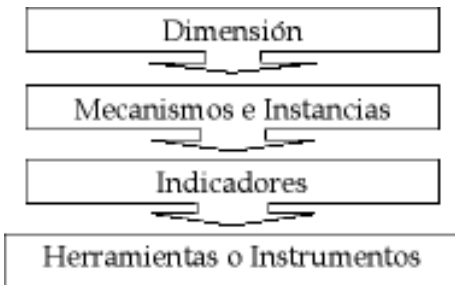 Dimensión
Mecanismos e Instancias
Indicadores
Herramientas o Instrumentos